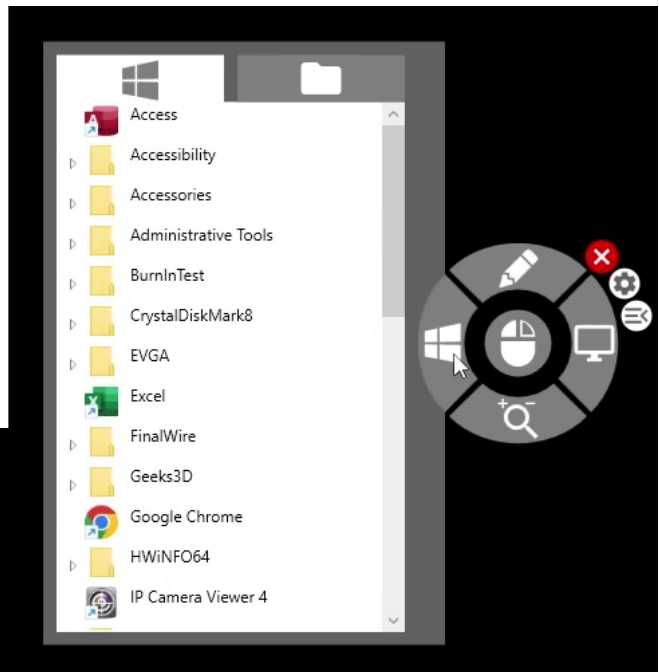 Access
Accessibility
Accessories
Administrative Tools
BurnInTest
CrystalDiskMark8
EVGA
Excel
FinalWire
Geeks3D
Google Chrome
HWiNFO64
IP Camera Viewer 4